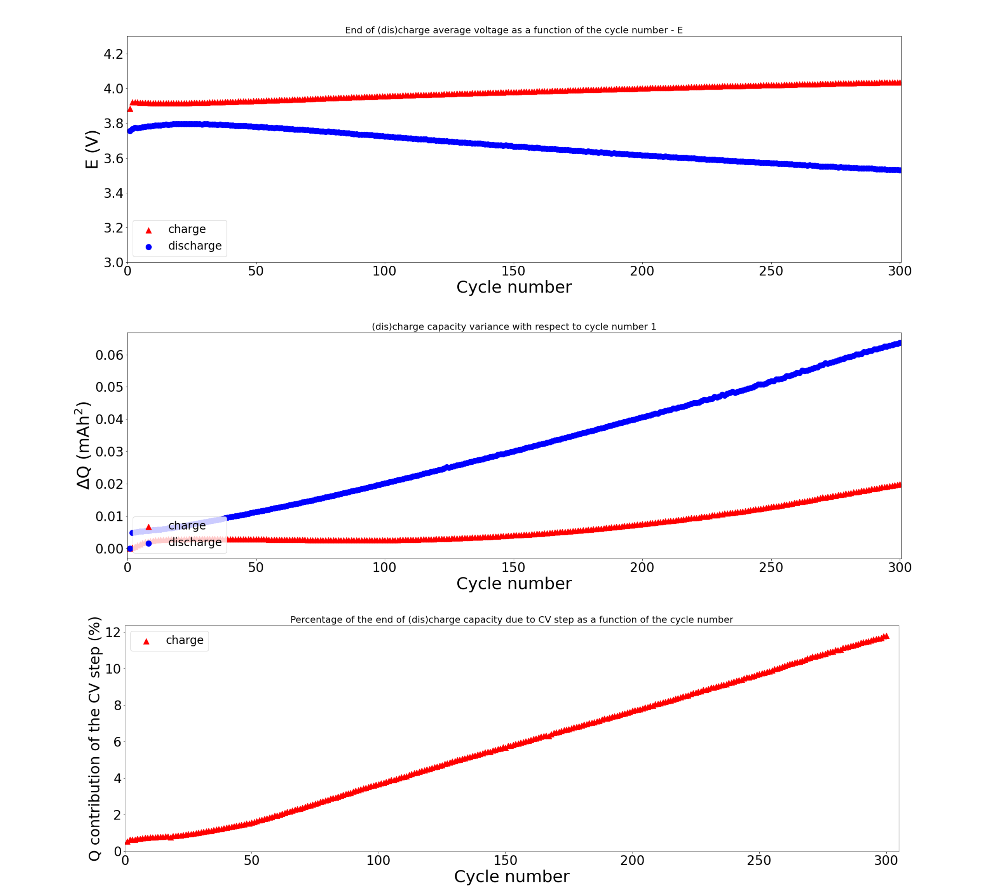 End of (dis)charge average voltage as a function of the cycle number - E
E (V)
4.2
4.0
3.8
3.6
3.4
3.2
3.0
charge
discharge
0 50 100 150 200 250 300
Cycle number
(dis)charge capacity variance with respect to cycle number 1
ΔQ (mAh²)
0.06
0.05
0.04
0.03
0.02
0.01
0.00
charge
discharge
0 50 100 150 200 250 300
Cycle number
Percentage of the end of (dis)charge capacity due to CV step as a function of the cycle number
Q contribution of the CV step (%)
12
10
8
6
4
2
0
charge
0 50 100 150 200 250 300
Cycle number